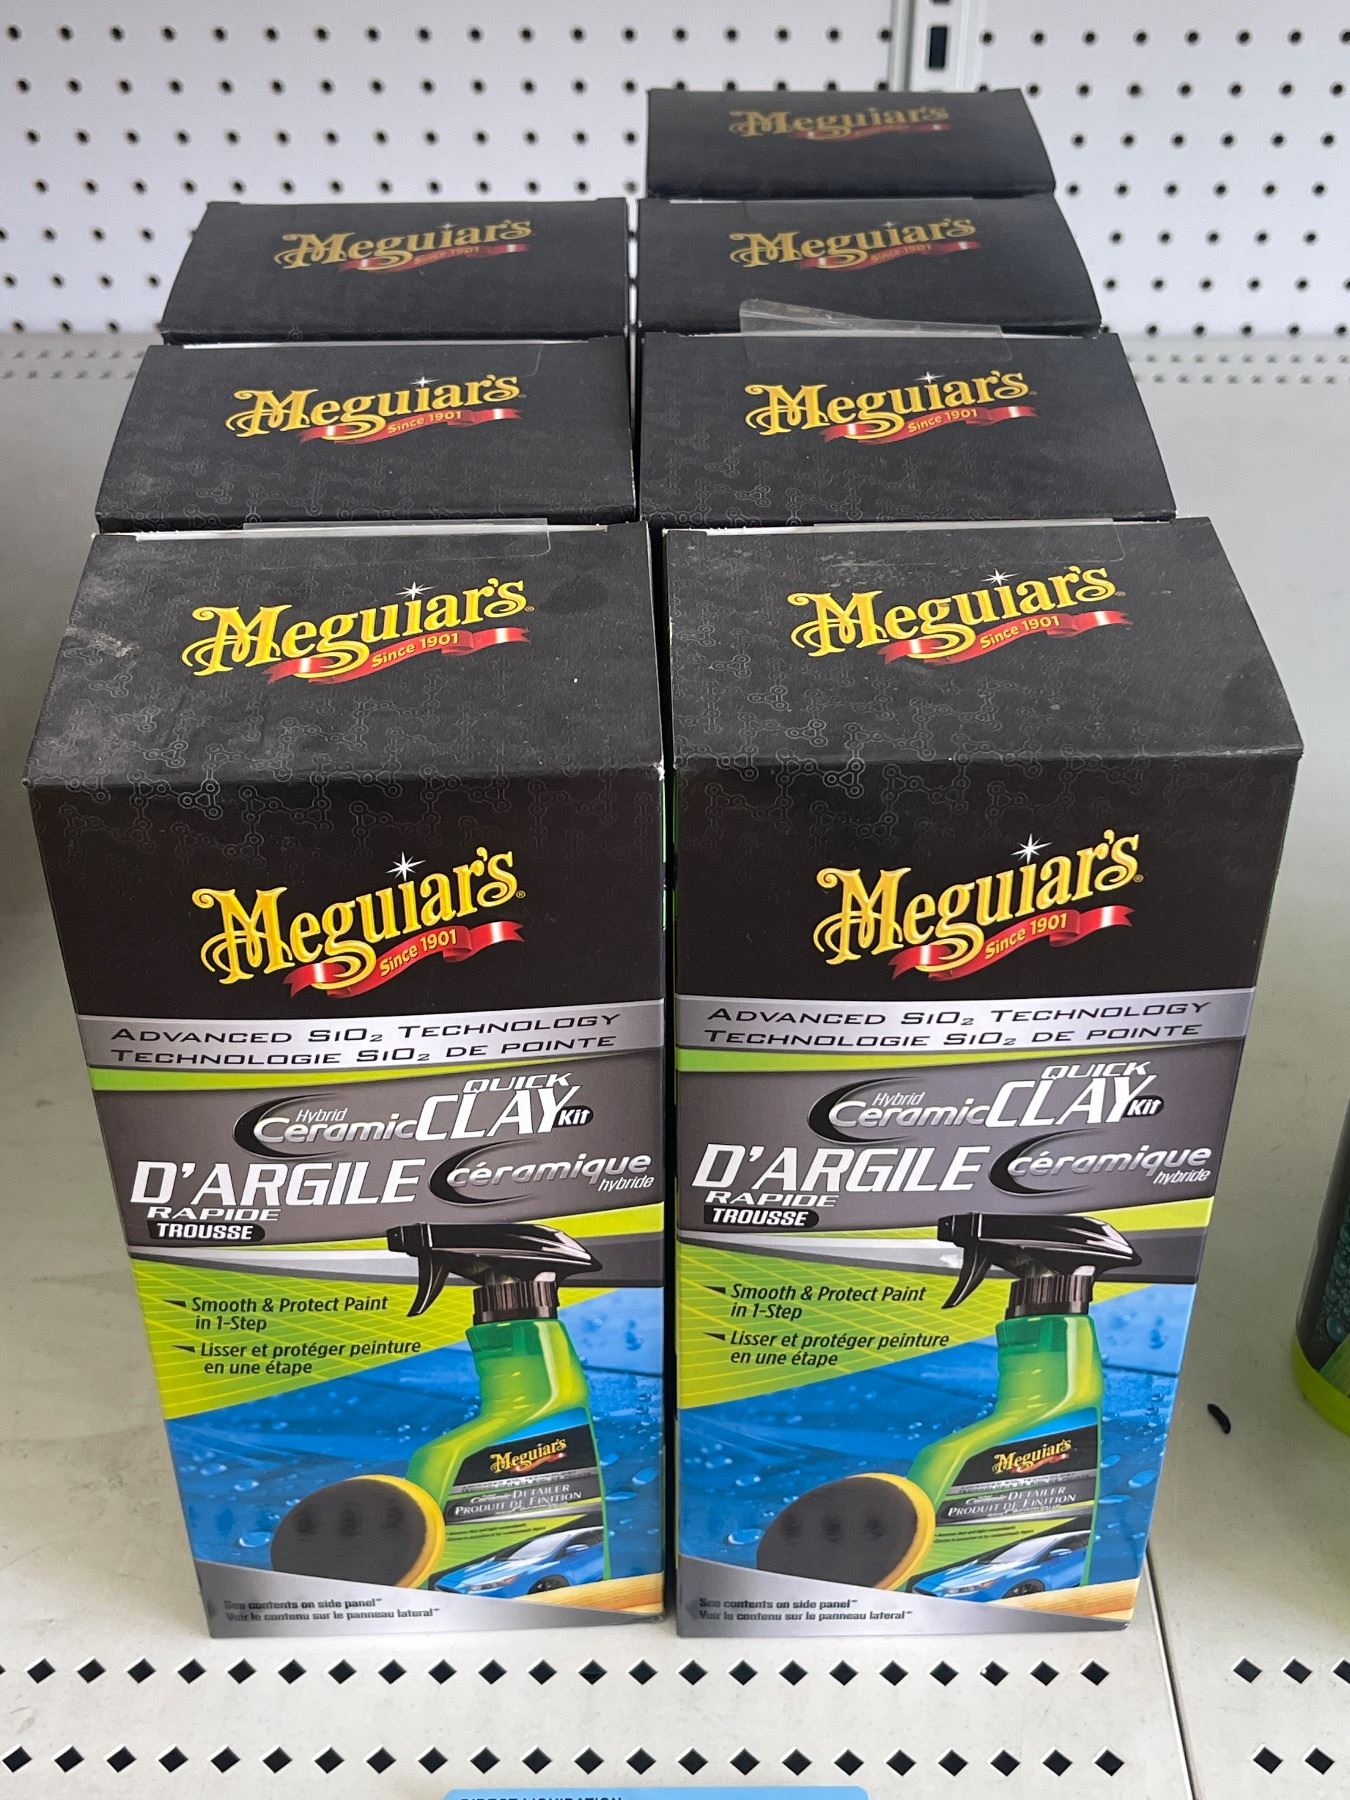 Meguiar's
Meguiar's
Since 1901
Meguiar's
Since 1901
Meguiar's
Since 1901
Meguiar's
Since 1901
Meguiar's
Since 1901
Meguiar's
Since 1901
Meguiar's
Since 1901
ADVANCED SiO₂ TECHNOLOGY
TECHNOLOGIE SiO₂ DE POINTE
Hybrid
Ceramic QUICK CLAY Kit
D'ARGILE céramique
RAPIDE hybride
TROUSSE
Smooth & Protect Paint
in 1-Step
Lisser et protéger peinture
en une étape
Meguiar's
Ceramic DETAILER
PRODUIT DE FINITION
See contents on side panel
Voir le contenu sur le panneau lateral
Meguiar's
Since 1901
ADVANCED SiO₂ TECHNOLOGY
TECHNOLOGIE SiO₂ DE POINTE
Hybrid
Ceramic QUICK CLAY Kit
D'ARGILE céramique
RAPIDE hybride
TROUSSE
Smooth & Protect Paint
in 1-Step
Lisser et protéger peinture
en une étape
Meguiar's
Ceramic DETAILER
PRODUIT DE FINITION
See contents on side panel
Voir le contenu sur le panneau lateral